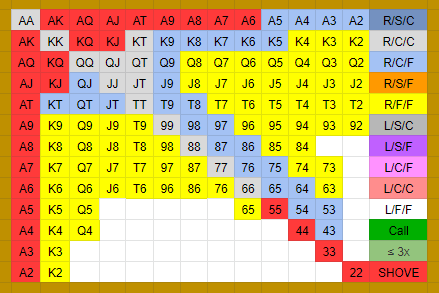 AA AK AQ AJ AT A9 A8 A7 A6 A5 A4 A3 A2 R/S/C
AK KK KQ KJ KT K9 K8 K7 K6 K5 K4 K3 K2 R/C/C
AQ KQ QQ QJ QT Q9 Q8 Q7 Q6 Q5 Q4 Q3 Q2 R/C/F
AJ KJ QJ JJ JT J9 J8 J7 J6 J5 J4 J3 J2 R/S/F
AT KT QT JT TT T9 T8 T7 T6 T5 T4 T3 T2 R/F/F
A9 K9 Q9 J9 T9 99 98 97 96 95 94 93 92 L/S/C
A8 K8 Q8 J8 T8 98 88 87 86 85 84 L/S/F
A7 K7 Q7 J7 T7 97 87 77 76 75 74 73 L/C/F
A6 K6 Q6 J6 T6 96 86 76 66 65 64 63 L/C/C
A5 K5 Q5 65 55 54 53 L/F/F
A4 K4 Q4 44 43 Call
A3 K3 33 ≤ 3x
A2 K2 22 SHOVE